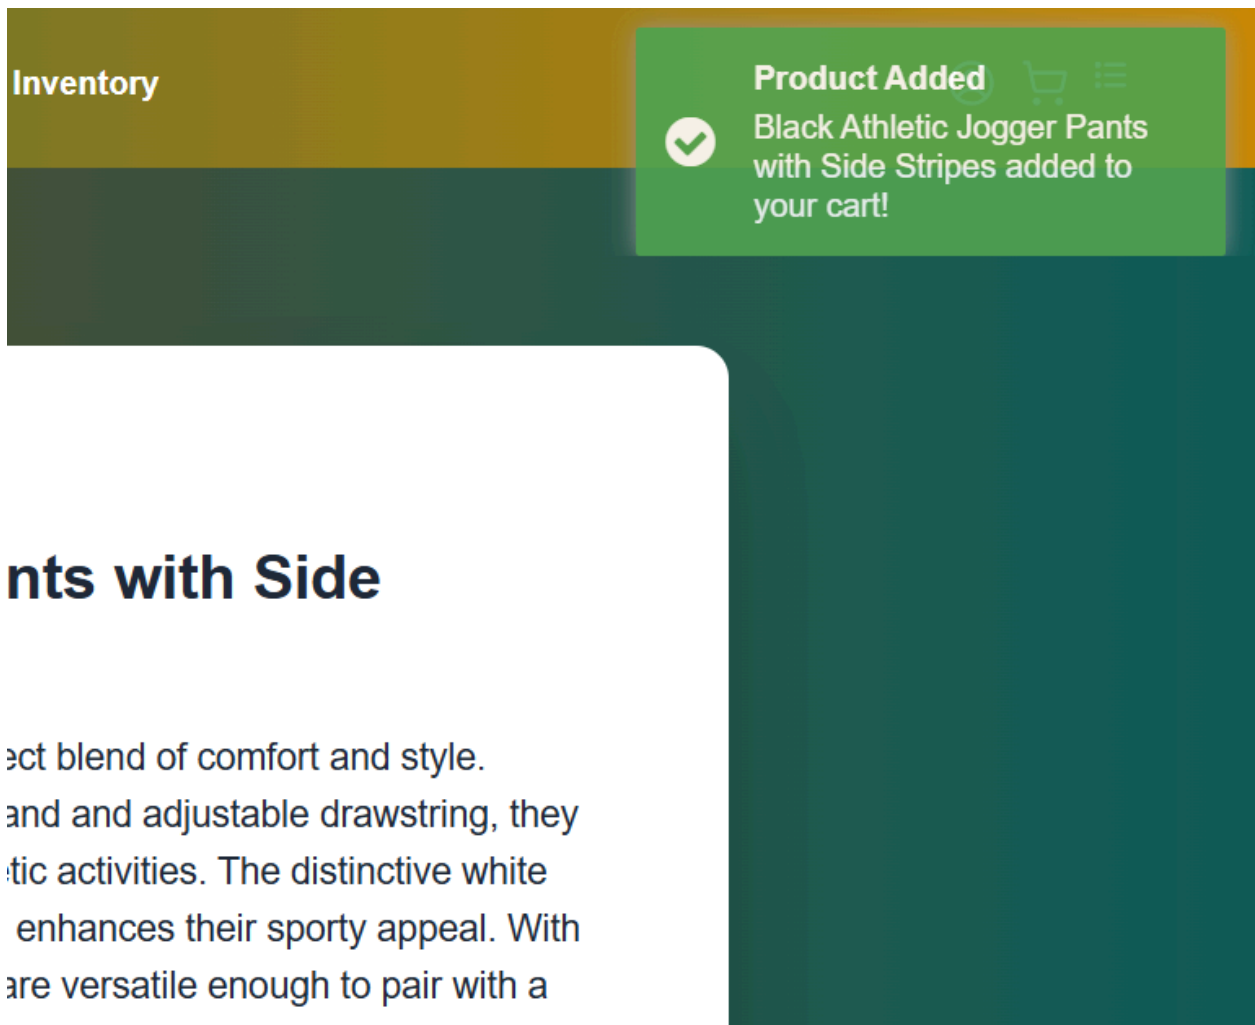 Inventory
Product Added
Black Athletic Jogger Pants
with Side Stripes added to
your cart!
nts with Side
ect blend of comfort and style.
and and adjustable drawstring, they
tic activities. The distinctive white
enhances their sporty appeal. With
are versatile enough to pair with a